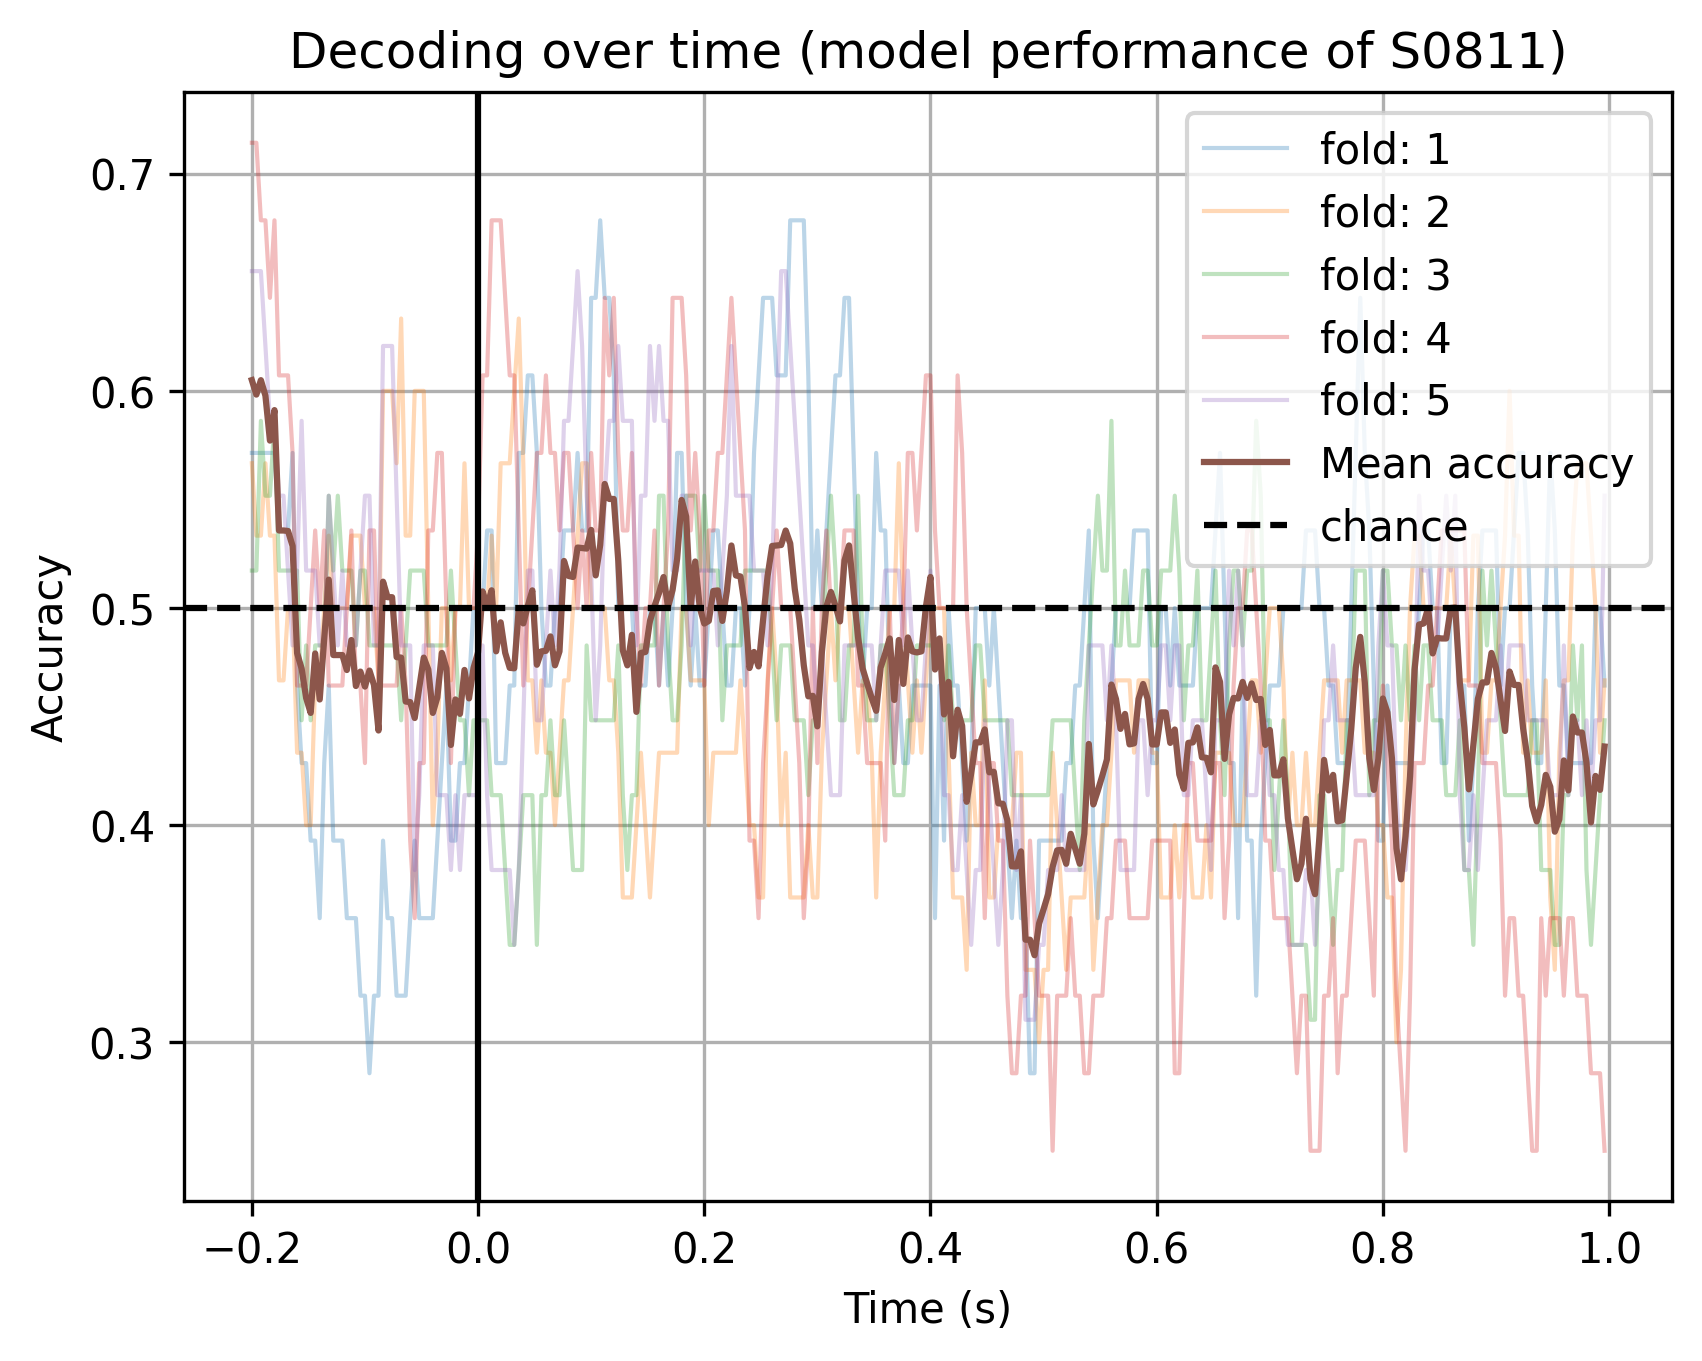 Decoding over time (model performance of S0811)
Accuracy
0.7
0.6
0.5
0.4
0.3
fold: 1
fold: 2
fold: 3
fold: 4
fold: 5
Mean accuracy
chance
−0.2 0.0 0.2 0.4 0.6 0.8 1.0
Time (s)